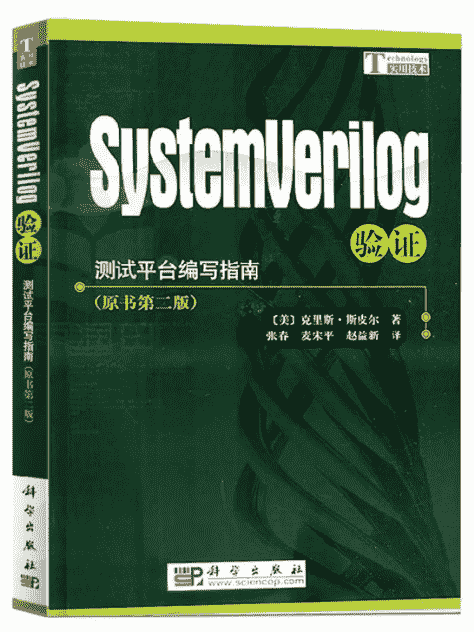 Technology
实用技术
SystemVerilog
验证
测试平台编写指南
(原书第二版)
〔美〕克里斯·斯皮尔 著
张春 麦宋平 赵益新 译
科学出版社
www.sciencep.com
SystemVerilog
验证
测试平台编写指南(原书第二版)
科学出版社